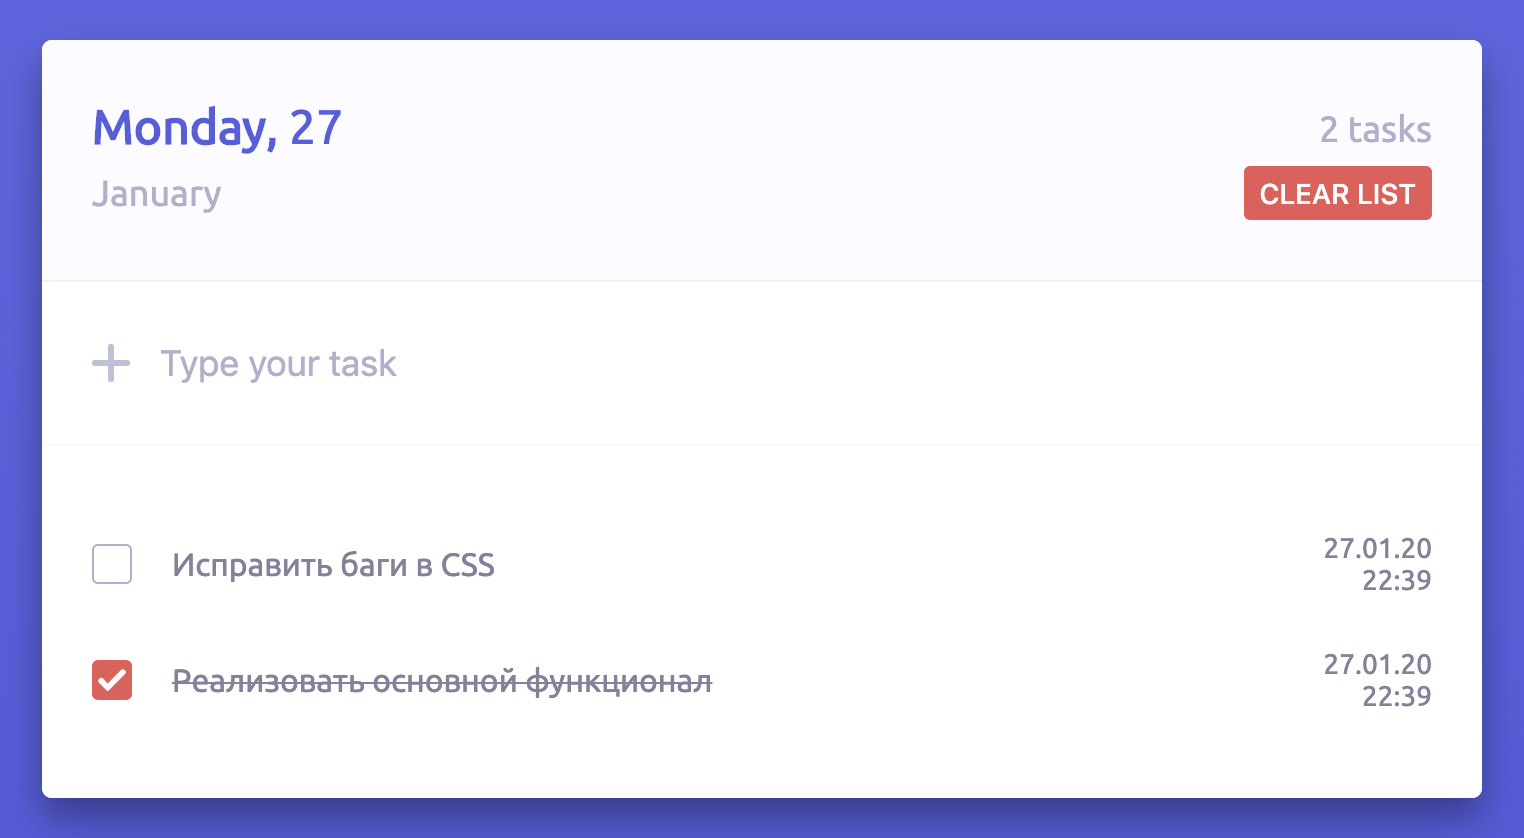 Monday, 27
2 tasks
January
CLEAR LIST
Type your task
Исправить баги в CSS
27.01.20
22:39
Реализовать основной функционал
27.01.20
22:39